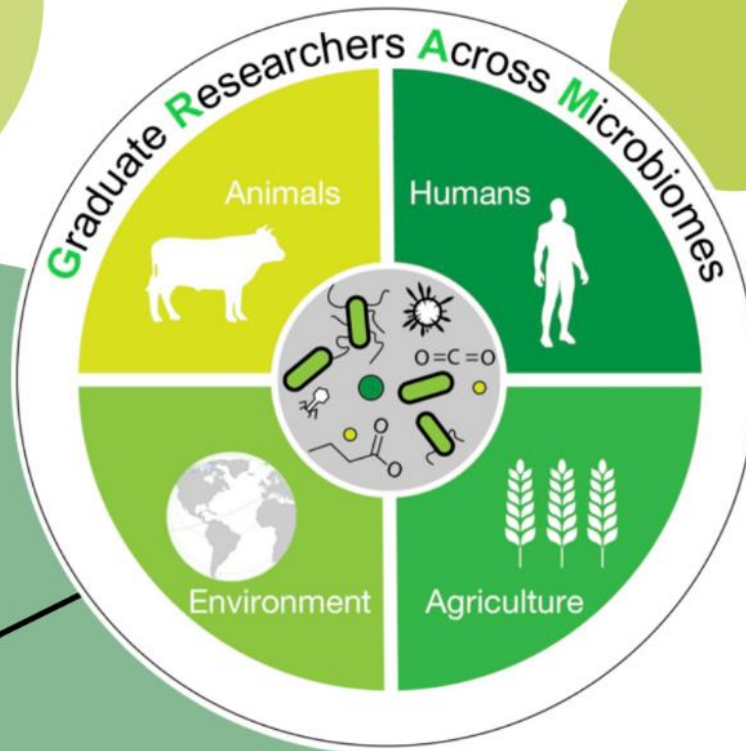 Graduate Researchers Across Microbiomes
Animals
Humans
O=C=O
O
O
Environment
Agriculture